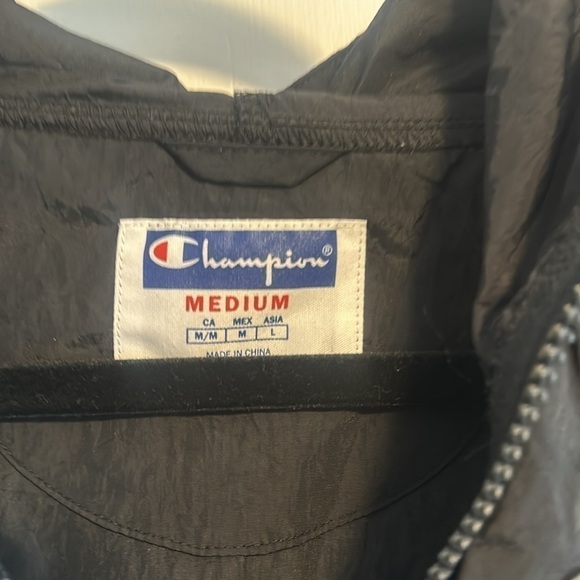 Champion®
MEDIUM
CA MEX ASIA
M/M M L
MADE IN CHINA